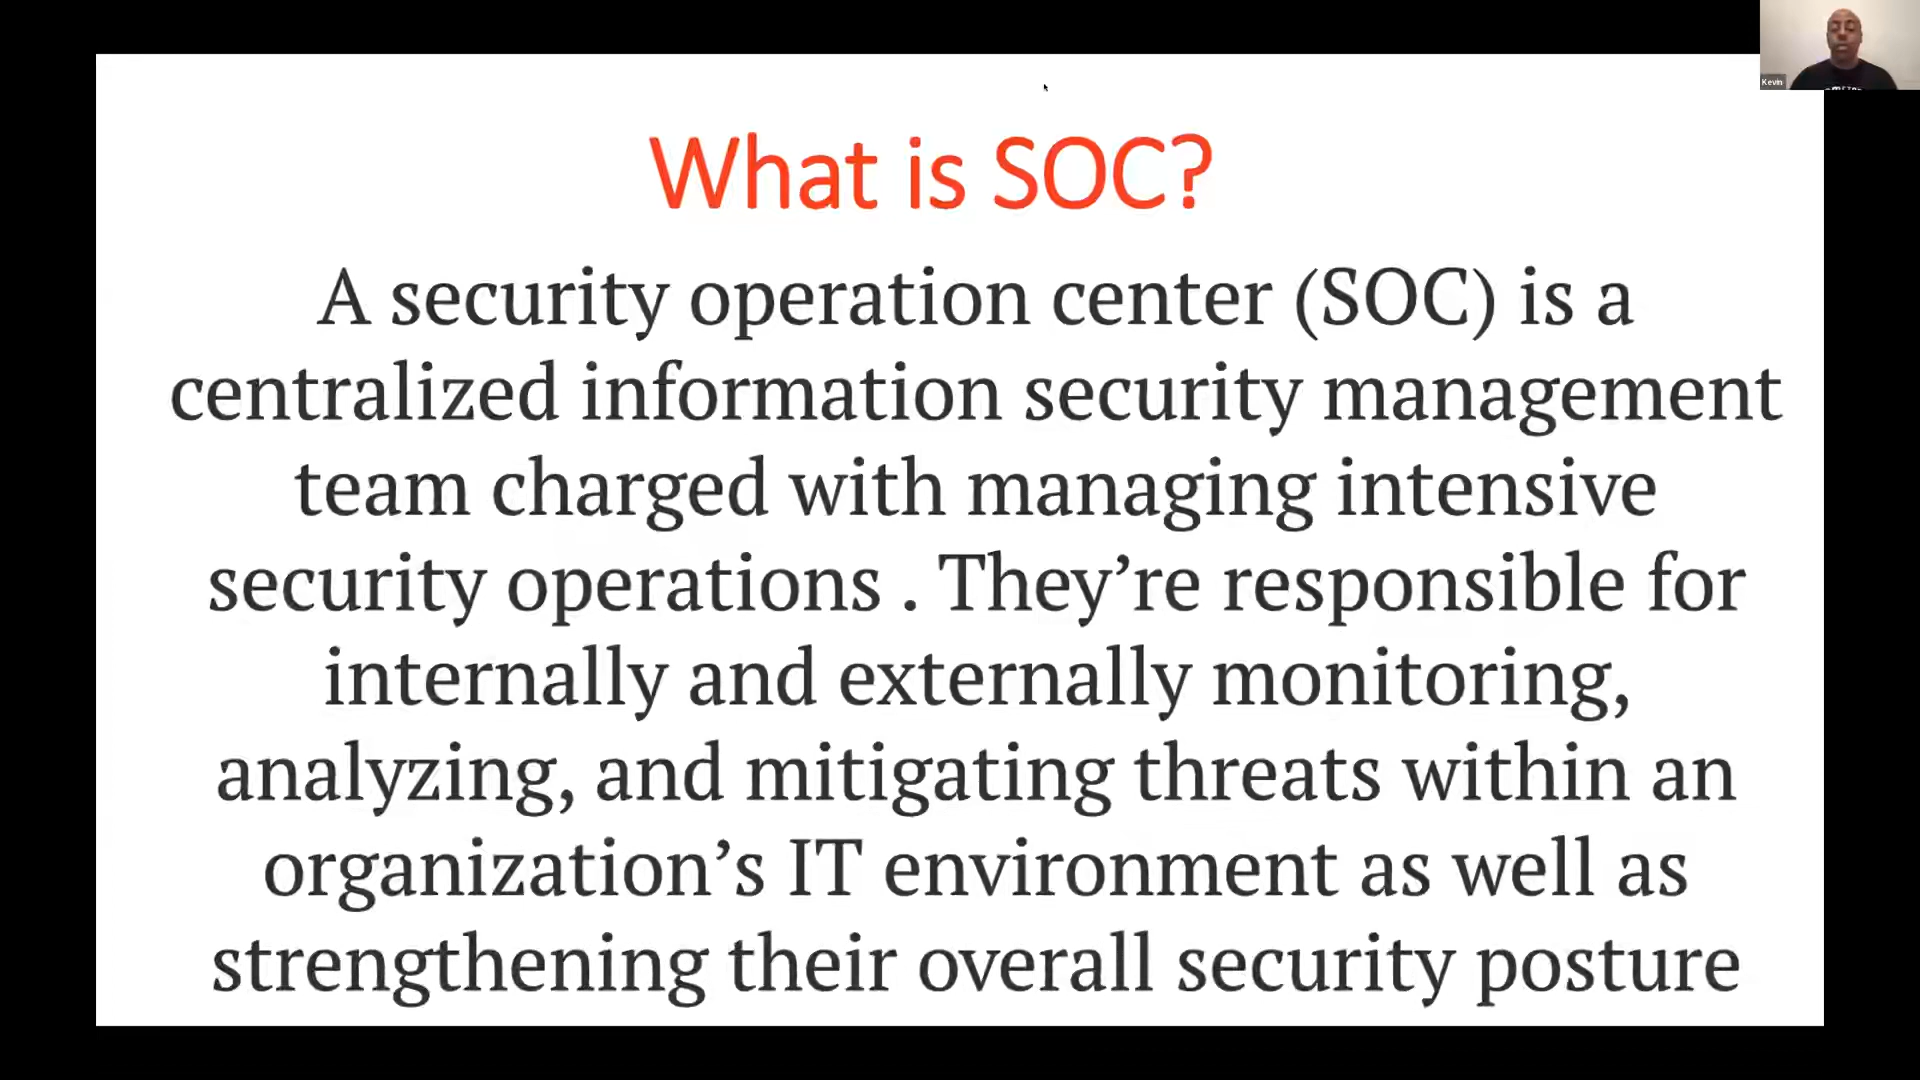 Kevin
What is SOC?
A security operation center (SOC) is a
centralized information security management
team charged with managing intensive
security operations . They’re responsible for
internally and externally monitoring,
analyzing, and mitigating threats within an
organization’s IT environment as well as
strengthening their overall security posture